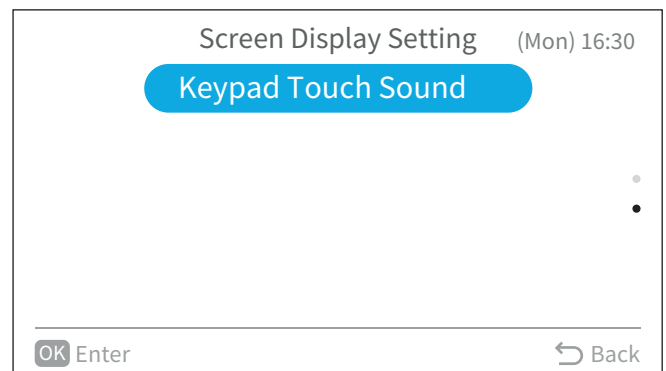 Screen Display Setting (Mon) 16:30
Keypad Touch Sound
OK Enter Back